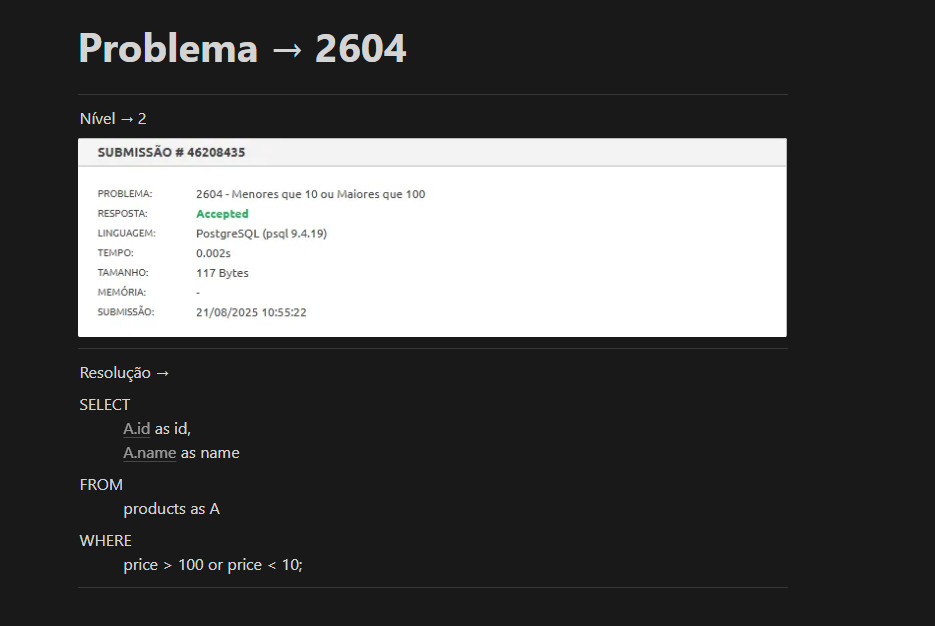 Problema → 2604
Nível → 2
SUBMISSÃO # 46208435
PROBLEMA: 2604 - Menores que 10 ou Maiores que 100
RESPOSTA: Accepted
LINGUAGEM: PostgreSQL (psql 9.4.19)
TEMPO: 0.002s
TAMANHO: 117 Bytes
MEMÓRIA: -
SUBMISSÃO: 21/08/2025 10:55:22
Resolução →
SELECT
A.id as id,
A.name as name
FROM
products as A
WHERE
price > 100 or price < 10;